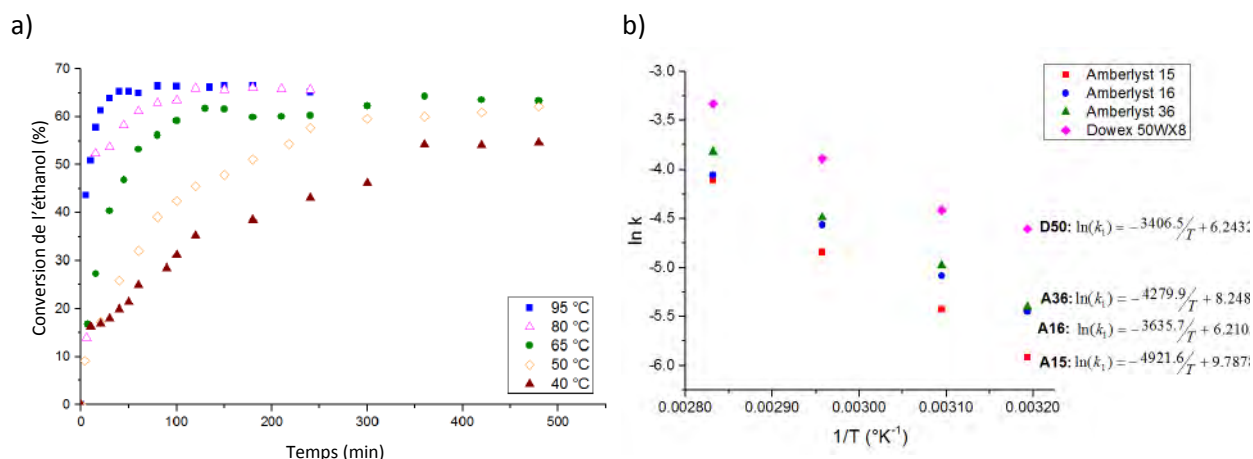 a)
Conversion de l'éthanol (%)
70
60
50
40
30
20
10
0
0 100 200 300 400 500
Temps (min)
95 °C
80 °C
65 °C
50 °C
40 °C
b)
Amberlyst 15
Amberlyst 16
Amberlyst 36
Dowex 50WX8
ln k
-3.0
-3.5
-4.0
-4.5
-5.0
-5.5
-6.0
0.00280 0.00290 0.00300 0.00310 0.00320
1/T (°K⁻¹)
D50: ln(k₁) = −3406.5/T + 6.2432
A36: ln(k₁) = −4279.9/T + 8.248
A16: ln(k₁) = −3635.7/T + 6.210
A15: ln(k₁) = −4921.6/T + 9.7878